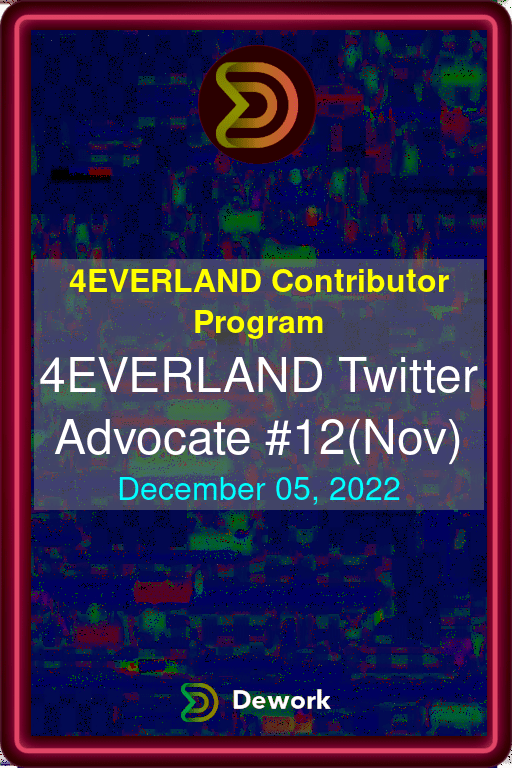 4EVERLAND Contributor
Program
4EVERLAND Twitter
Advocate #12(Nov)
December 05, 2022
Dework